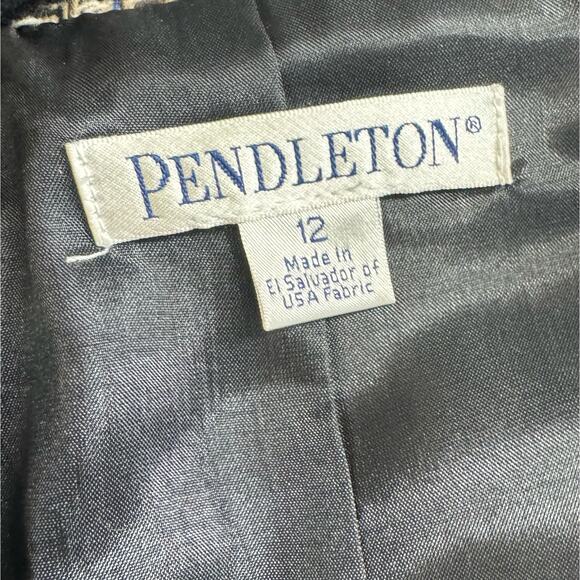 PENDLETON®
12
Made In
El Salvador of
USA Fabric